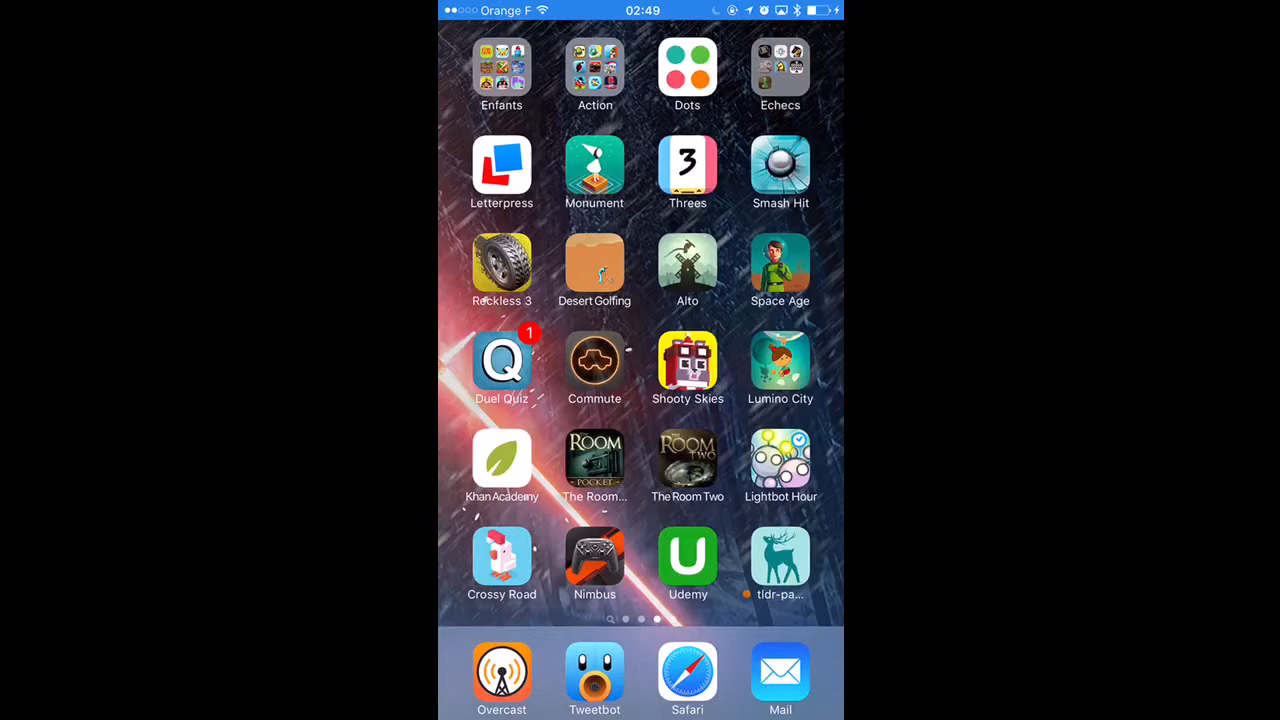 Orange F 02:49
Enfants Action Dots Echecs
3
Letterpress Monument Threes Smash Hit
Reckless 3 Desert Golfing Alto Space Age
1
Q
Duel Quiz Commute Shooty Skies Lumino City
THE ROOM POCKET THE ROOM TWO
Khan Academy The Room... The Room Two Lightbot Hour
U
Crossy Road Nimbus Udemy tldr-pa...
Overcast Tweetbot Safari Mail